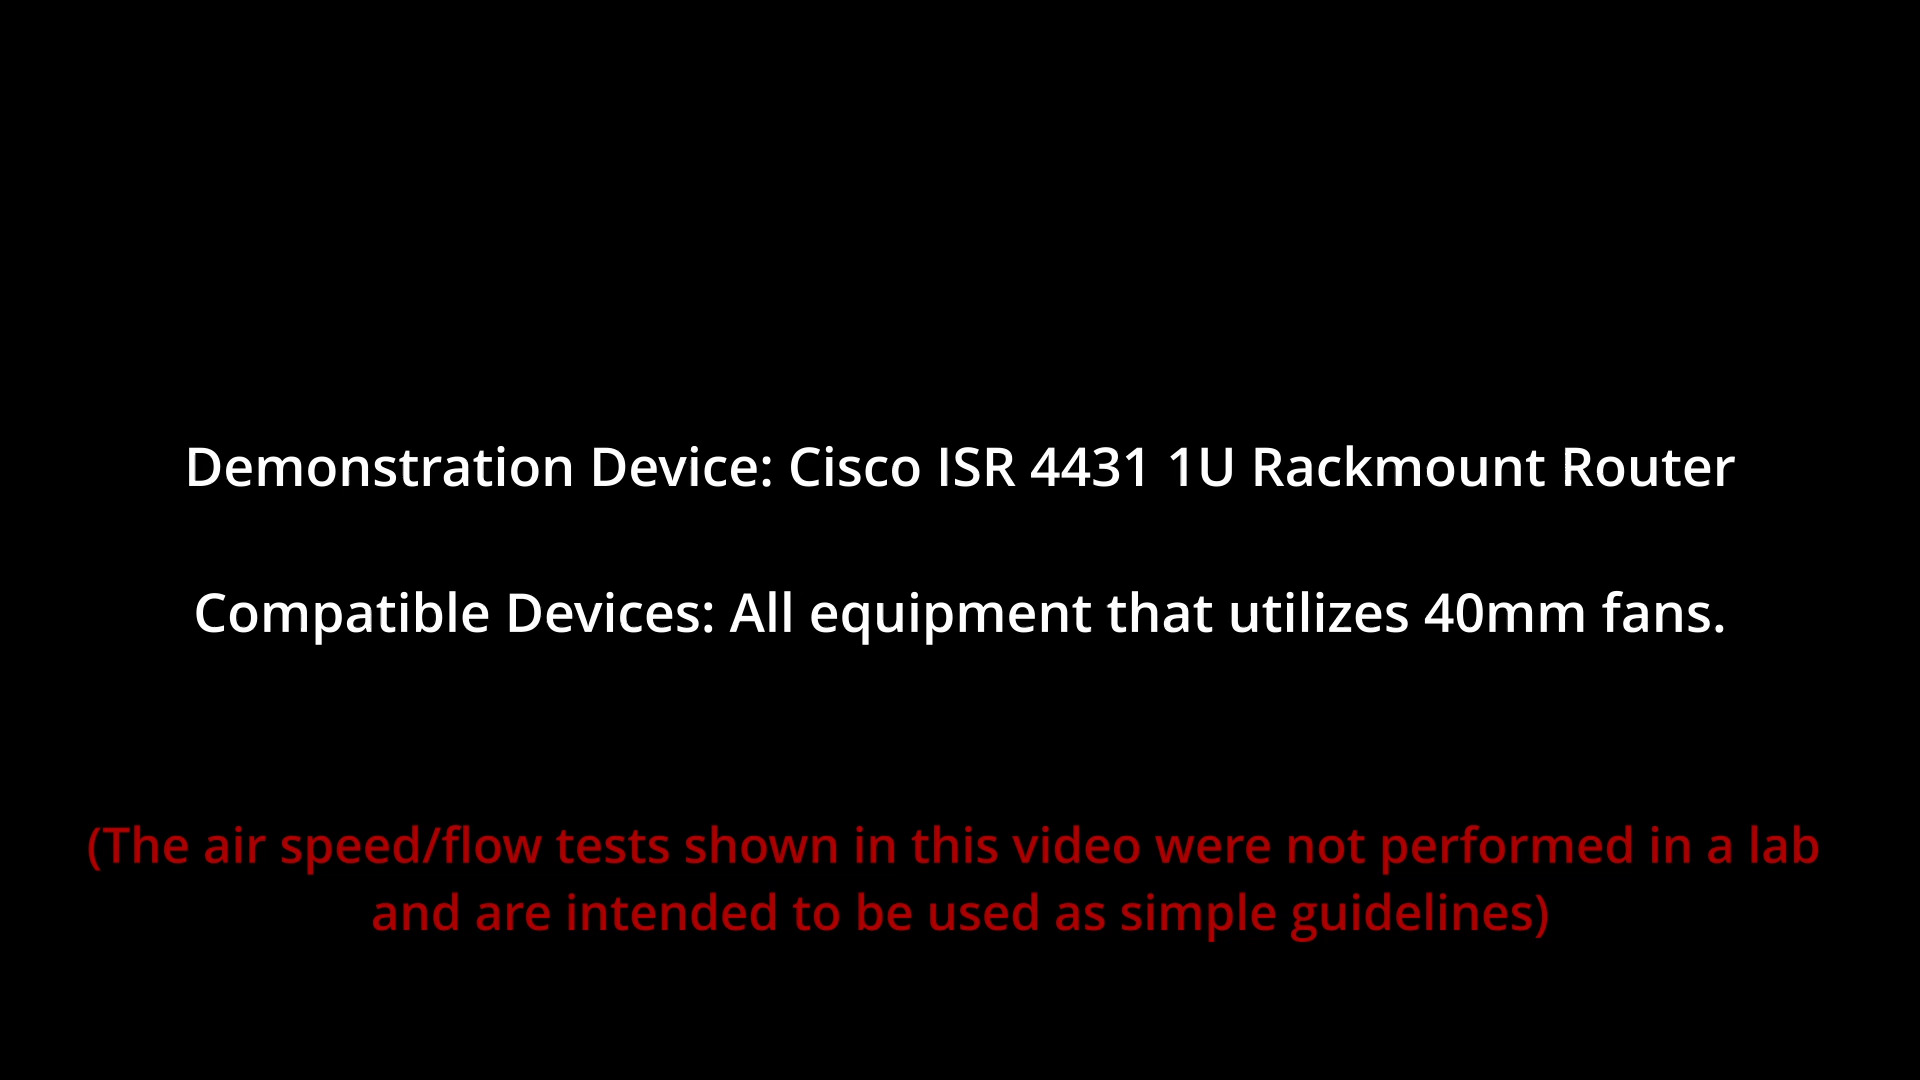 Demonstration Device: Cisco ISR 4431 1U Rackmount Router
Compatible Devices: All equipment that utilizes 40mm fans.
(The air speed/flow tests shown in this video were not performed in a lab
and are intended to be used as simple guidelines)